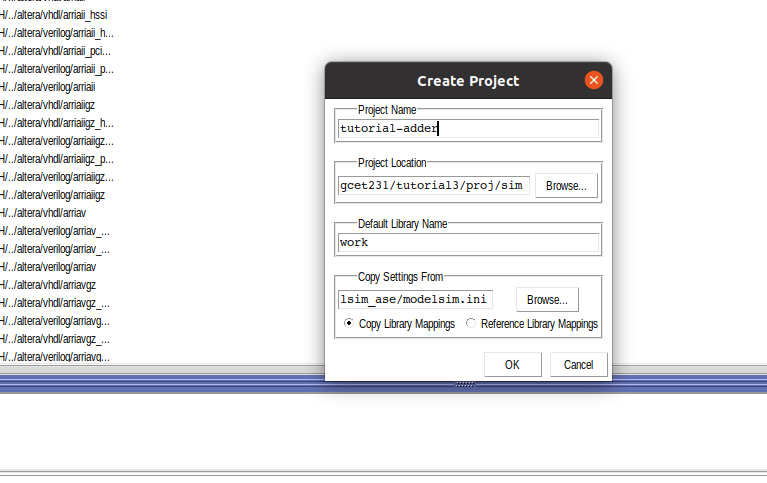 H/../altera/vhdl/arriaii_hssi
H/../altera/verilog/arriaii_h...
H/../altera/vhdl/arriaii_pci...
H/../altera/verilog/arriaii_p...
H/../altera/verilog/arriaii
H/../altera/vhdl/arriaiigz
H/../altera/vhdl/arriaiigz_h...
H/../altera/verilog/arriaiigz...
H/../altera/vhdl/arriaiigz_p...
H/../altera/verilog/arriaiigz...
H/../altera/verilog/arriaiigz
H/../altera/vhdl/arriav
H/../altera/verilog/arriav_...
H/../altera/verilog/arriav_...
H/../altera/verilog/arriav
H/../altera/vhdl/arriavgz
H/../altera/vhdl/arriavgz_...
H/../altera/verilog/arriavg...
H/../altera/vhdl/arriavgz_...
H/../altera/verilog/arriavg...
Create Project
Project Name
tutorial-adder
Project Location
gcet231/tutorial3/proj/sim Browse...
Default Library Name
work
Copy Settings From
lsim_ase/modelsim.ini Browse...
Copy Library Mappings Reference Library Mappings
OK Cancel